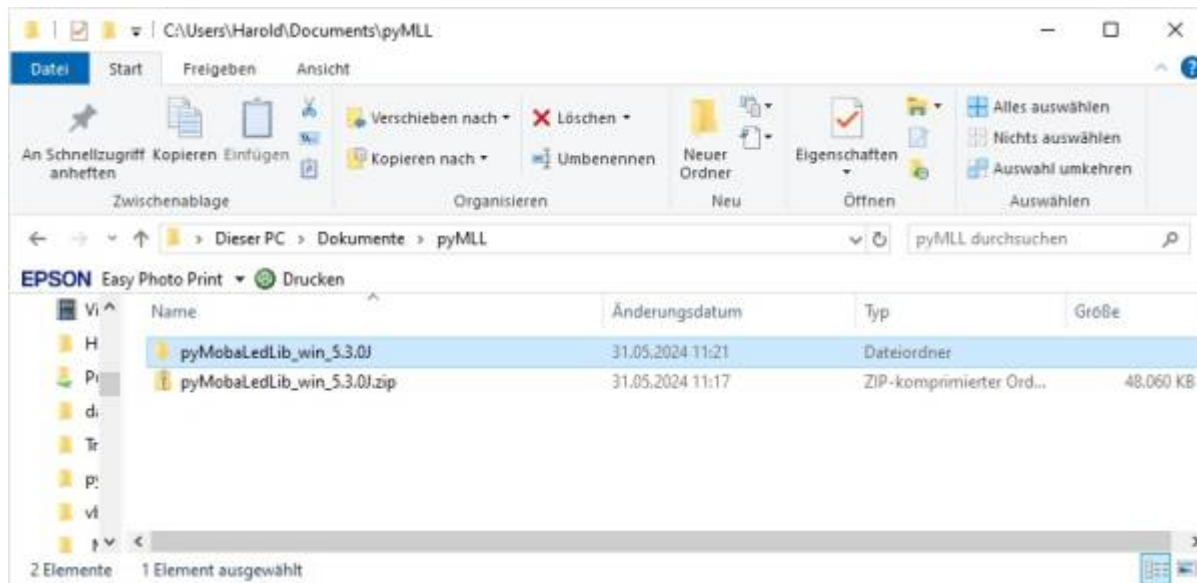 C:\Users\Harold\Documents\pyMLL
Datei Start Freigeben Ansicht
An Schnellzugriff anheften
Kopieren
Einfügen
Verschieben nach
Kopieren nach
Löschen
Umbenennen
Neuer Ordner
Eigenschaften
Alles auswählen
Nichts auswählen
Auswahl umkehren
Zwischenablage Organisieren Neu Öffnen Auswählen
Dieser PC > Dokumente > pyMLL
pyMLL durchsuchen
EPSON Easy Photo Print Drucken
Name Änderungsdatum Typ Größe
pyMobaLedLib_win_5.3.0J 31.05.2024 11:21 Dateiordner
pyMobaLedLib_win_5.3.0J.zip 31.05.2024 11:17 ZIP-komprimierter Ord... 48.060 KB
Vi
H
da
Tr
2 Elemente 1 Element ausgewählt